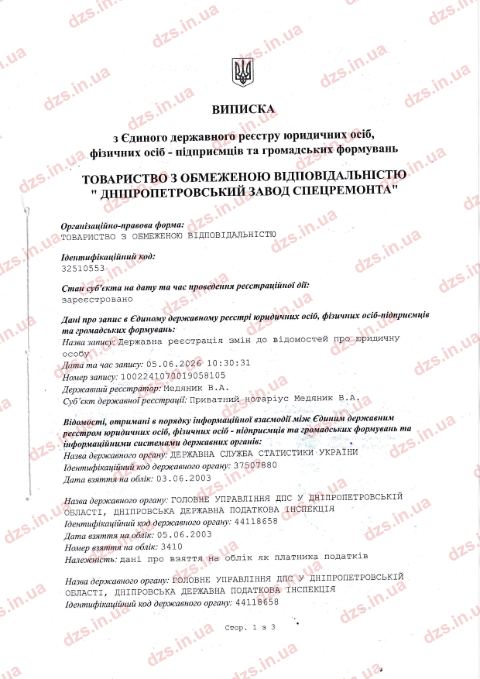 ВИПИСКА
з Єдиного державного реєстру юридичних осіб,
фізичних осіб - підприємців та громадських формувань
ТОВАРИСТВО З ОБМЕЖЕНОЮ ВІДПОВІДАЛЬНІСТЮ
" ДНІПРОПЕТРОВСЬКИЙ ЗАВОД СПЕЦРЕМОНТА"
Організаційно-правова форма:
ТОВАРИСТВО З ОБМЕЖЕНОЮ ВІДПОВІДАЛЬНІСТЮ
Ідентифікаційний код:
32510553
Стан суб'єкта на дату та час проведення реєстраційної дії:
зареєстровано
Дані про запис в Єдиному державному реєстрі юридичних осіб, фізичних осіб-підприємців
та громадських формувань:
Назва запису: Державна реєстрація змін до відомостей про юридичну
особу
Дата та час запису: 05.06.2026 10:30:31
Номер запису: 1002241070019058105
Державний реєстратор: Медяник В.А.
Суб'єкт державної реєстрації: Приватний нотаріус Медяник В.А.
Відомості, отримані в порядку інформаційної взаємодії між Єдиним державним
реєстром юридичних осіб, фізичних осіб - підприємців та громадських формувань та
інформаційними системами державних органів:
Назва державного органу: ДЕРЖАВНА СЛУЖБА СТАТИСТИКИ УКРАЇНИ
Ідентифікаційний код державного органу: 37507880
Дата взяття на облік: 03.06.2003
Назва державного органу: ГОЛОВНЕ УПРАВЛІННЯ ДПС У ДНІПРОПЕТРОВСЬКІЙ
ОБЛАСТІ, ДНІПРОВСЬКА ДЕРЖАВНА ПОДАТКОВА ІНСПЕКЦІЯ
Ідентифікаційний код державного органу: 44118658
Дата взяття на облік: 05.06.2003
Номер взяття на облік: 3410
Належність: дані про взяття на облік як платника податків
Назва державного органу: ГОЛОВНЕ УПРАВЛІННЯ ДПС У ДНІПРОПЕТРОВСЬКІЙ
ОБЛАСТІ, ДНІПРОВСЬКА ДЕРЖАВНА ПОДАТКОВА ІНСПЕКЦІЯ
Ідентифікаційний код державного органу: 44118658
Стор. 1 з 3
dzs.in.ua